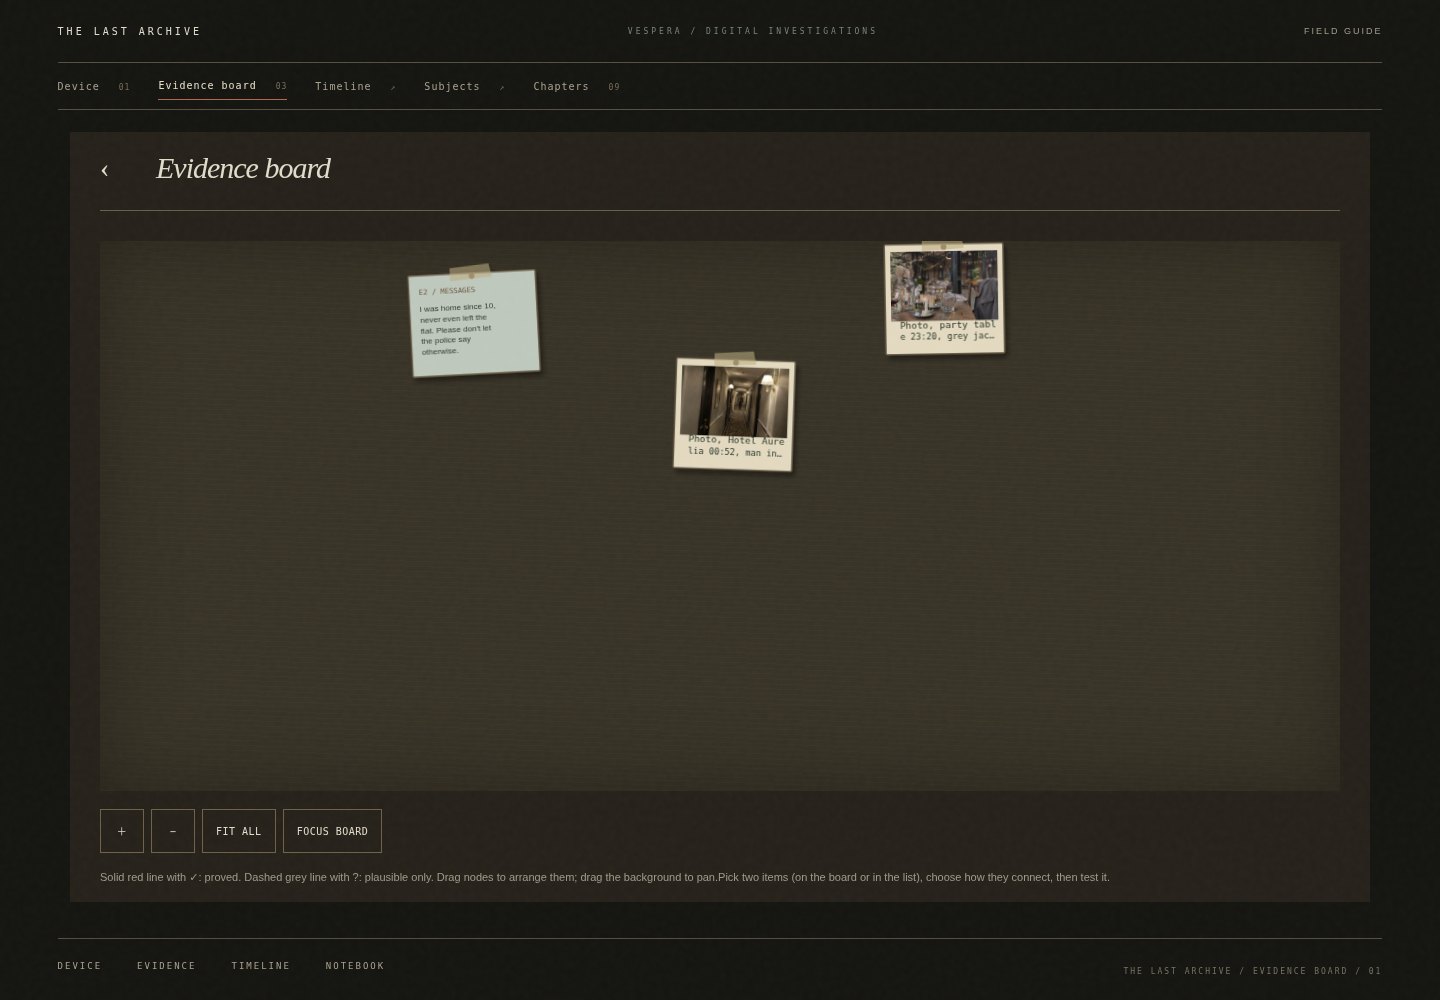 THE LAST ARCHIVE
VESPERA / DIGITAL INVESTIGATIONS
FIELD GUIDE
Device 01
Evidence board 03
Timeline ↗
Subjects ↗
Chapters 09
‹ Evidence board
E2 / MESSAGES
I was home since 10,
never even left the
flat. Please don't let
the police say
otherwise.
Photo, party tabl
e 23:20, grey jac…
Photo, Hotel Aure
lia 00:52, man in…
+
−
FIT ALL
FOCUS BOARD
Solid red line with ✓: proved. Dashed grey line with ?: plausible only. Drag nodes to arrange them; drag the background to pan.Pick two items (on the board or in the list), choose how they connect, then test it.
DEVICE
EVIDENCE
TIMELINE
NOTEBOOK
THE LAST ARCHIVE / EVIDENCE BOARD / 01